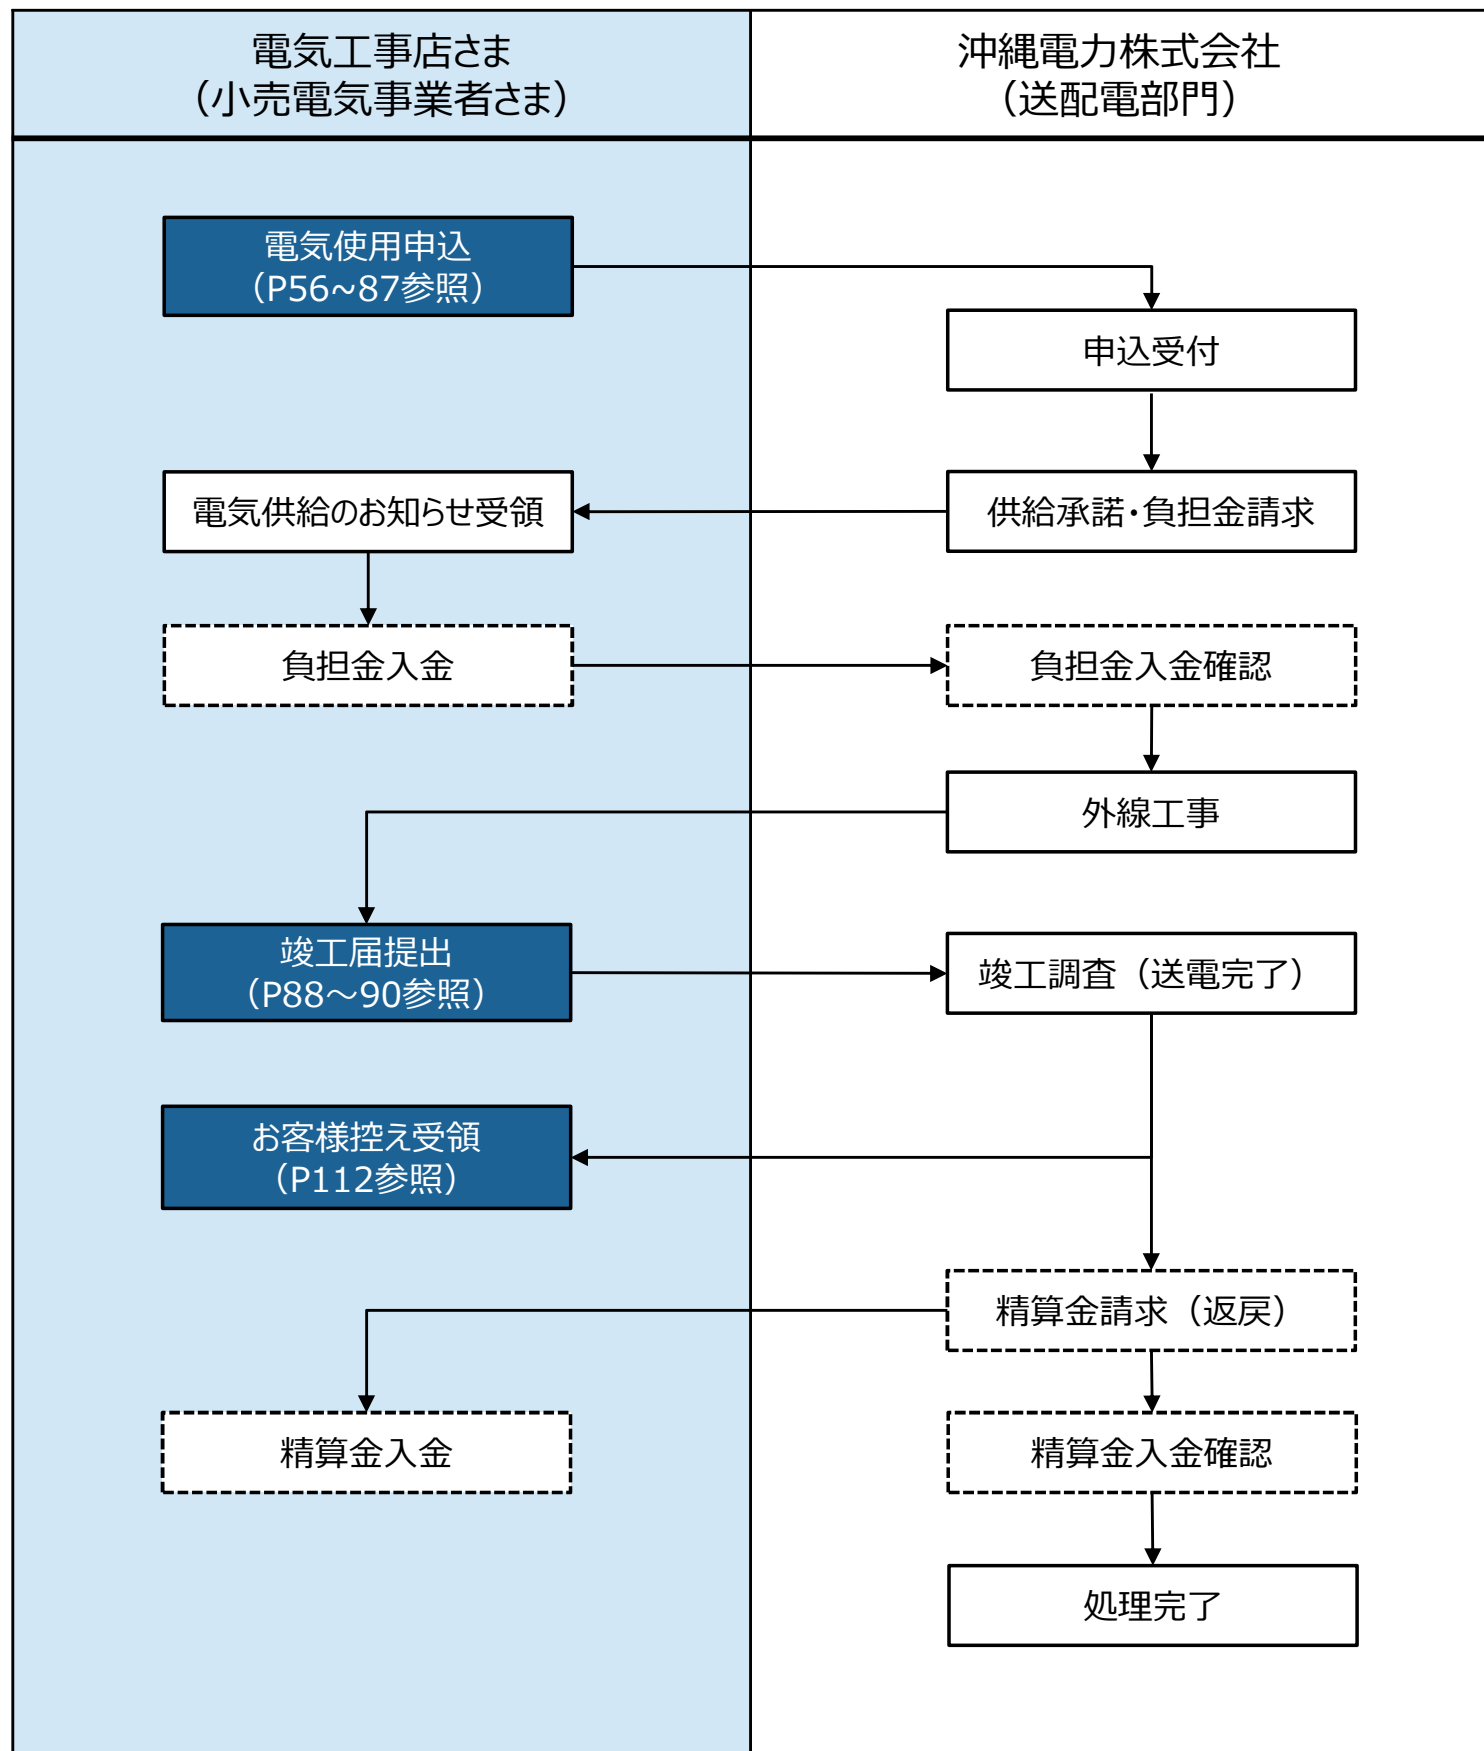 電気工事店さま
（小売電気事業者さま）
沖縄電力株式会社
（送配電部門）
電気使用申込
（P56~87参照）
申込受付
電気供給のお知らせ受領
供給承諾・負担金請求
負担金入金
負担金入金確認
外線工事
竣工届提出
（P88～90参照）
竣工調査（送電完了）
お客様控え受領
（P112参照）
精算金請求（返戻）
精算金入金
精算金入金確認
処理完了